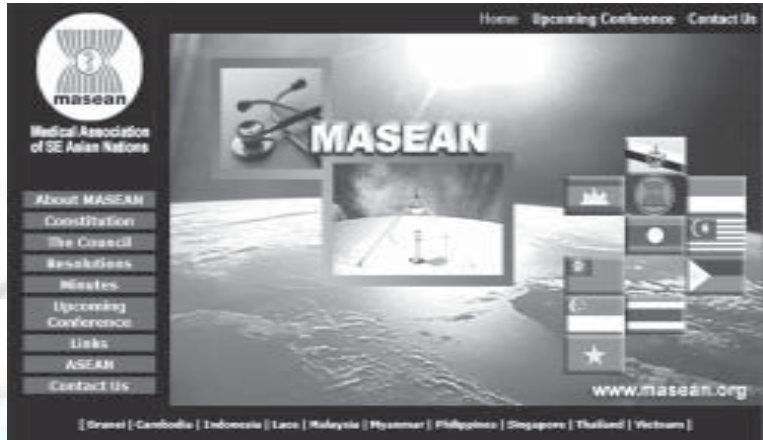 Home Upcoming Conference Contact Us
masean
Medical Association
of SE Asian Nations
MASEAN
About MASEAN
Constitution
The Council
Resolutions
Minutes
Upcoming
Conference
Links
ASEAN
Contact Us
www.masean.org
[ Brunei | Cambodia | Indonesia | Laos | Malaysia | Myanmar | Philippines | Singapore | Thailand | Vietnam ]